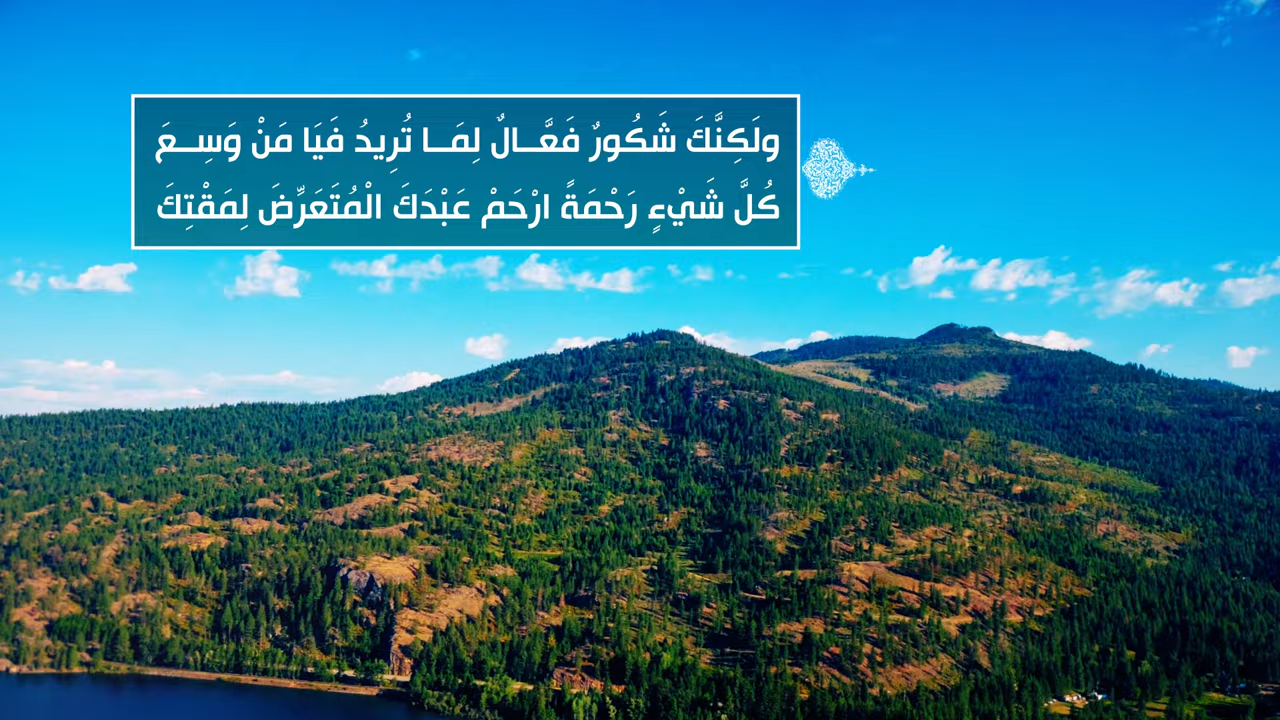 ولَكِنَّكَ شَكُورٌ فَعَّـالٌ لِمَـا تُرِيدُ فَيَا مَنْ وَسِـعَ
كُلَّ شَيْءٍ رَحْمَةً ارْحَمْ عَبْدَكَ الْمُتَعَرِّضَ لِمَقْتِكَ